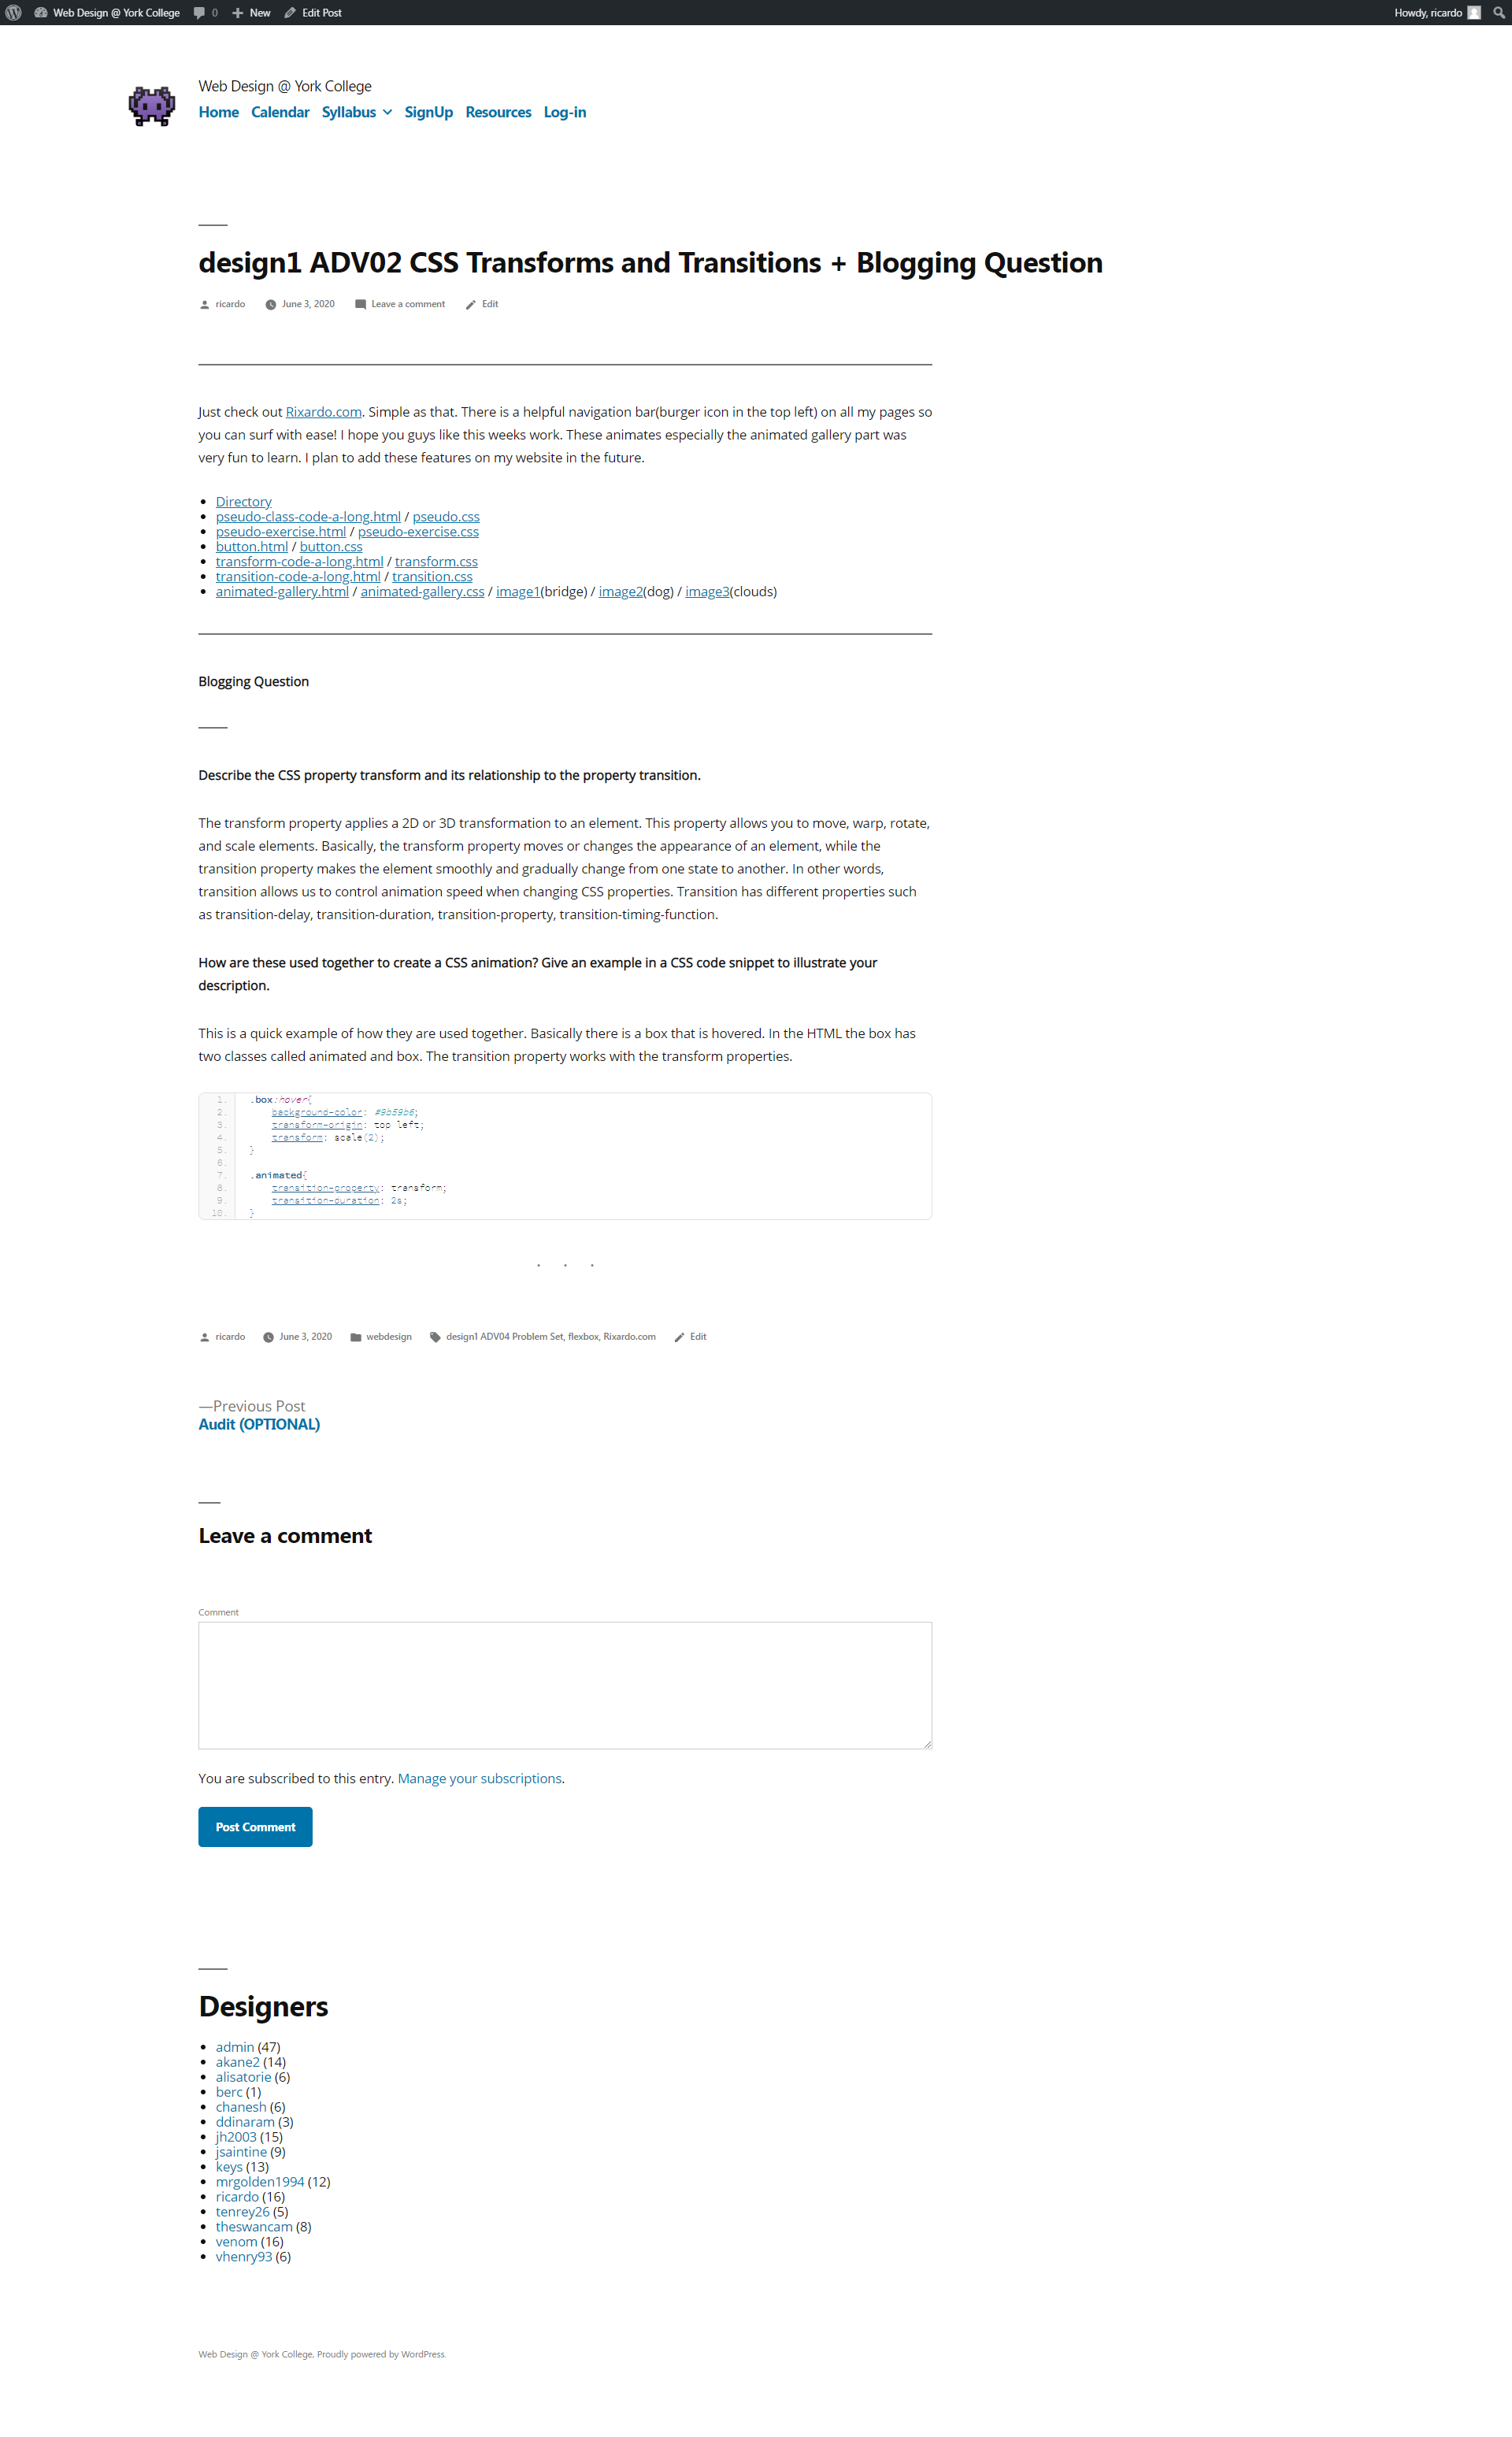 Web Design @ York College 0 New Edit Post Howdy, ricardo
Web Design @ York College
Home Calendar Syllabus SignUp Resources Log-in
design1 ADV02 CSS Transforms and Transitions + Blogging Question
ricardo June 3, 2020 Leave a comment Edit
Just check out Rixardo.com. Simple as that. There is a helpful navigation bar(burger icon in the top left) on all my pages so
you can surf with ease! I hope you guys like this weeks work. These animates especially the animated gallery part was
very fun to learn. I plan to add these features on my website in the future.
Directory
pseudo-class-code-a-long.html / pseudo.css
pseudo-exercise.html / pseudo-exercise.css
button.html / button.css
transform-code-a-long.html / transform.css
transition-code-a-long.html / transition.css
animated-gallery.html / animated-gallery.css / image1(bridge) / image2(dog) / image3(clouds)
Blogging Question
Describe the CSS property transform and its relationship to the property transition.
The transform property applies a 2D or 3D transformation to an element. This property allows you to move, warp, rotate,
and scale elements. Basically, the transform property moves or changes the appearance of an element, while the
transition property makes the element smoothly and gradually change from one state to another. In other words,
transition allows us to control animation speed when changing CSS properties. Transition has different properties such
as transition-delay, transition-duration, transition-property, transition-timing-function.
How are these used together to create a CSS animation? Give an example in a CSS code snippet to illustrate your
description.
This is a quick example of how they are used together. Basically there is a box that is hovered. In the HTML the box has
two classes called animated and box. The transition property works with the transform properties.
1. .box:hover{
2. background-color: #9b59b6;
3. transform-origin: top left;
4. transform: scale(2);
5. }
6.
7. .animated{
8. transition-property: transform;
9. transition-duration: 2s;
10. }
. . .
ricardo June 3, 2020 webdesign design1 ADV04 Problem Set, flexbox, Rixardo.com Edit
—Previous Post
Audit (OPTIONAL)
Leave a comment
Comment
You are subscribed to this entry. Manage your subscriptions.
Post Comment
Designers
admin (47)
akane2 (14)
alisatorie (6)
berc (1)
chanesh (6)
ddinaram (3)
jh2003 (15)
jsaintine (9)
keys (13)
mrgolden1994 (12)
ricardo (16)
tenrey26 (5)
theswancam (8)
venom (16)
vhenry93 (6)
Web Design @ York College, Proudly powered by WordPress.